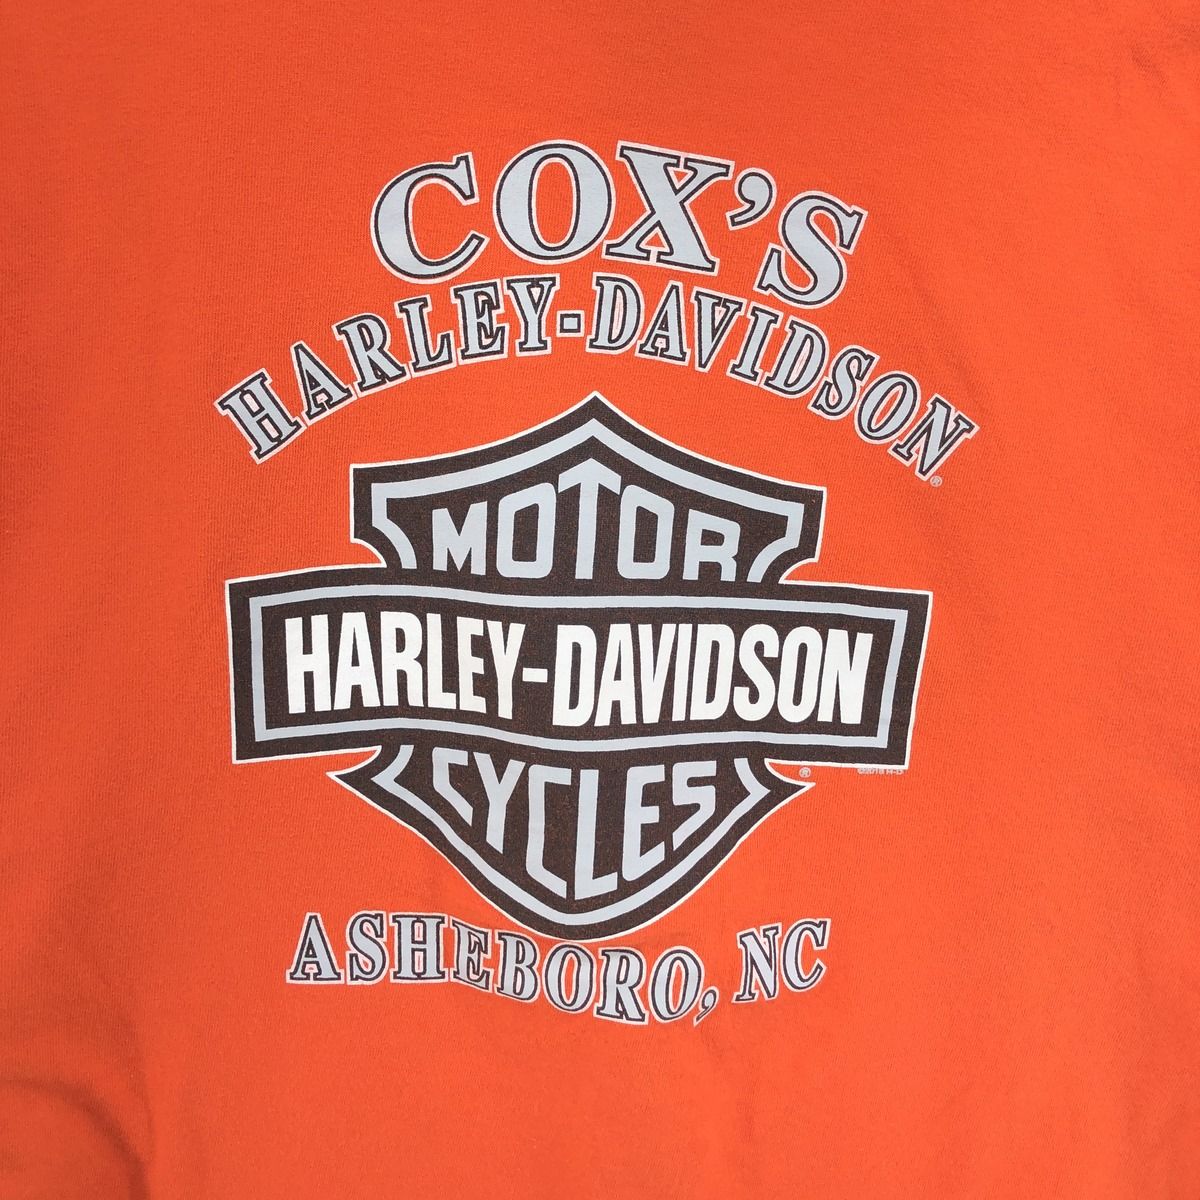 COX'S
HARLEY-DAVIDSON®
MOTOR
HARLEY-DAVIDSON
CYCLES
®
ASHEBORO, NC